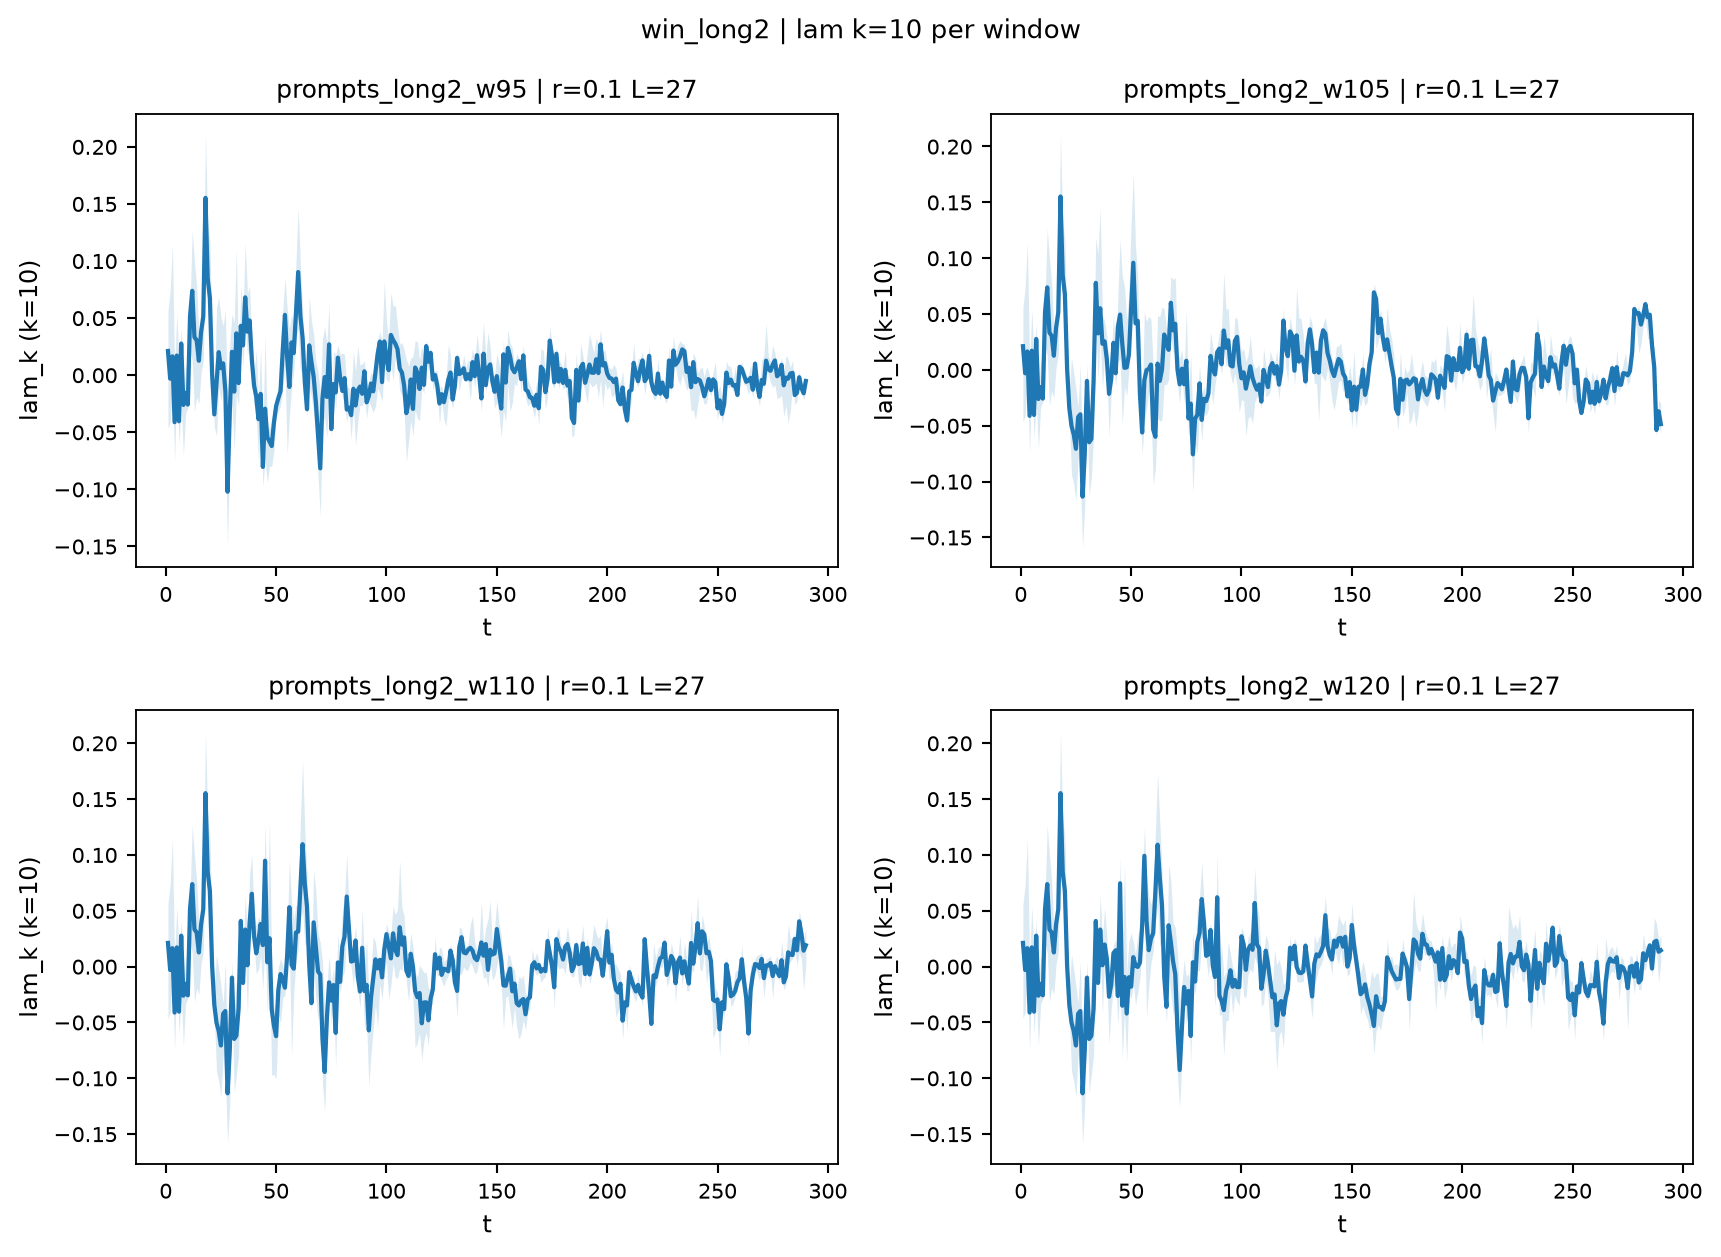 win_long2 | lam k=10 per window
prompts_long2_w95 | r=0.1 L=27
0.20
0.15
0.10
0.05
0.00
−0.05
−0.10
−0.15
lam_k (k=10)
0 50 100 150 200 250 300
t
prompts_long2_w105 | r=0.1 L=27
0.20
0.15
0.10
0.05
0.00
−0.05
−0.10
−0.15
lam_k (k=10)
0 50 100 150 200 250 300
t
prompts_long2_w110 | r=0.1 L=27
0.20
0.15
0.10
0.05
0.00
−0.05
−0.10
−0.15
lam_k (k=10)
0 50 100 150 200 250 300
t
prompts_long2_w120 | r=0.1 L=27
0.20
0.15
0.10
0.05
0.00
−0.05
−0.10
−0.15
lam_k (k=10)
0 50 100 150 200 250 300
t